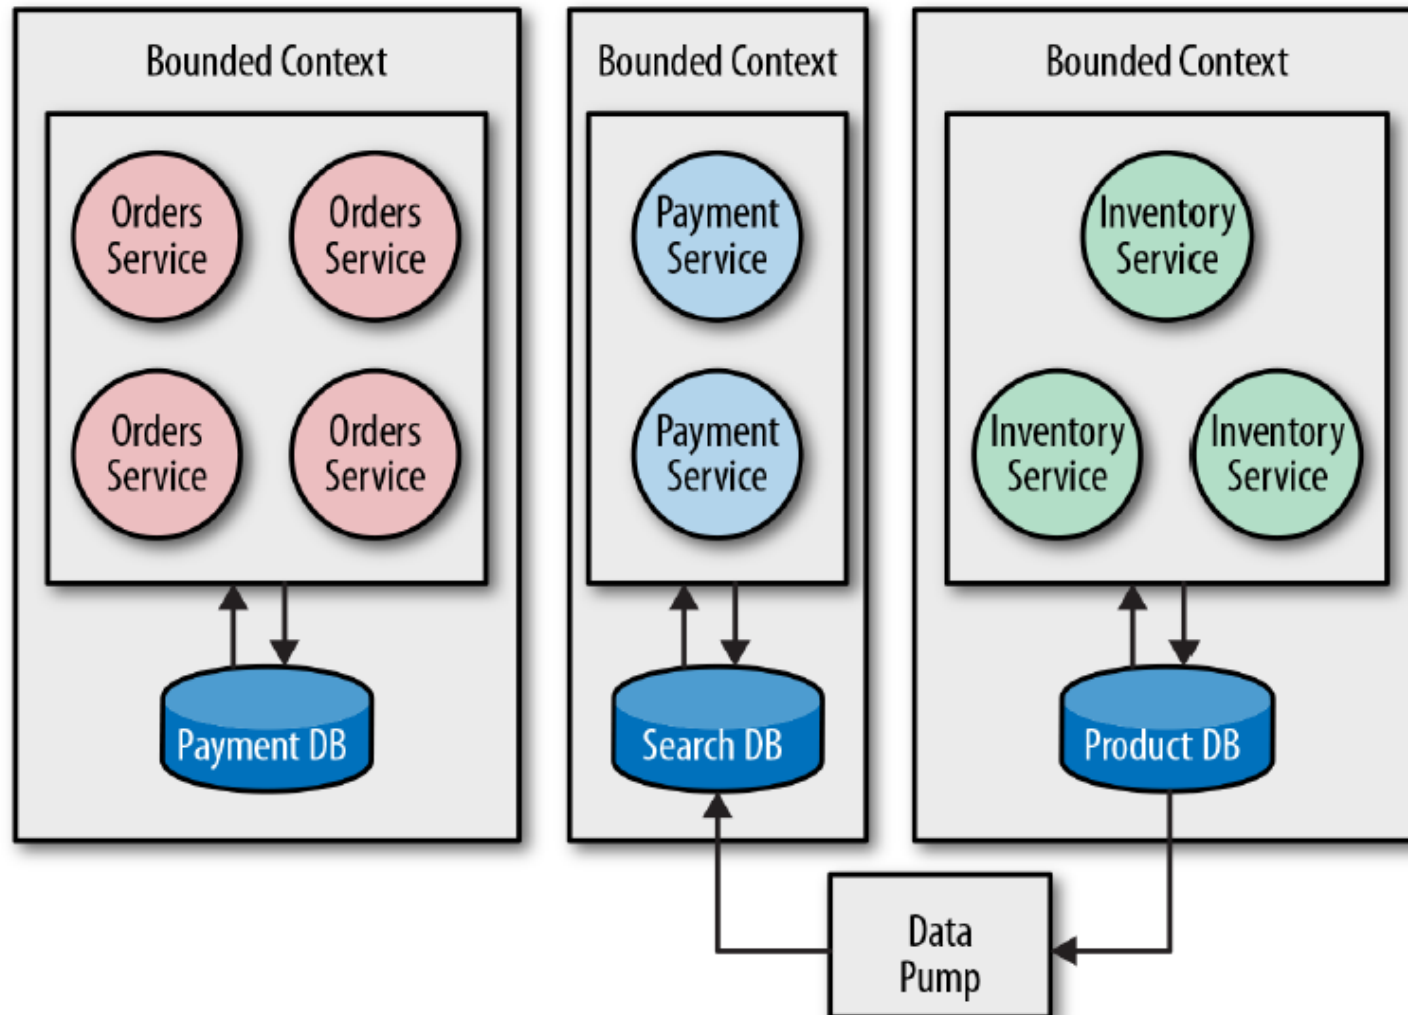 Bounded Context
Orders
Service
Orders
Service
Orders
Service
Orders
Service
Payment DB
Bounded Context
Payment
Service
Payment
Service
Search DB
Bounded Context
Inventory
Service
Inventory
Service
Inventory
Service
Product DB
Data
Pump